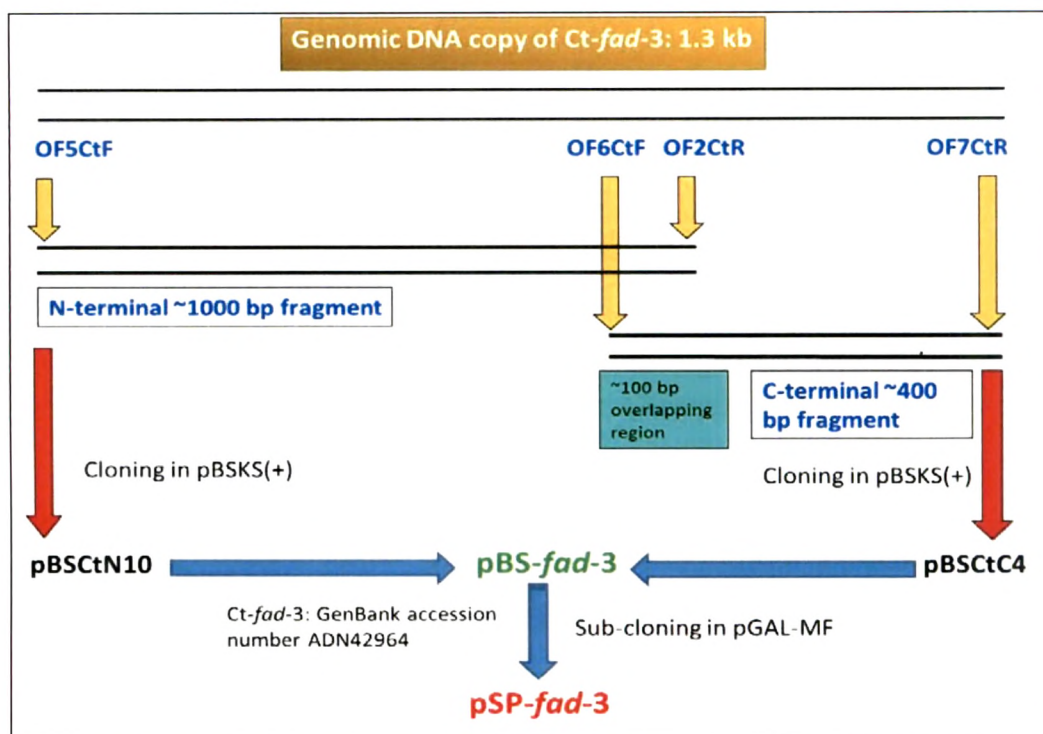 Genomic DNA copy of Ct-fad-3: 1.3 kb
OF5CtF
OF6CtF
OF2CtR
OF7CtR
N-terminal ~1000 bp fragment
~100 bp
overlapping
region
C-terminal ~400
bp fragment
Cloning in pBSKS(+)
Cloning in pBSKS(+)
pBSCtN10
pBS-fad-3
pBSCtC4
Ct-fad-3: GenBank accession
number ADN42964
Sub-cloning in pGAL-MF
pSP-fad-3